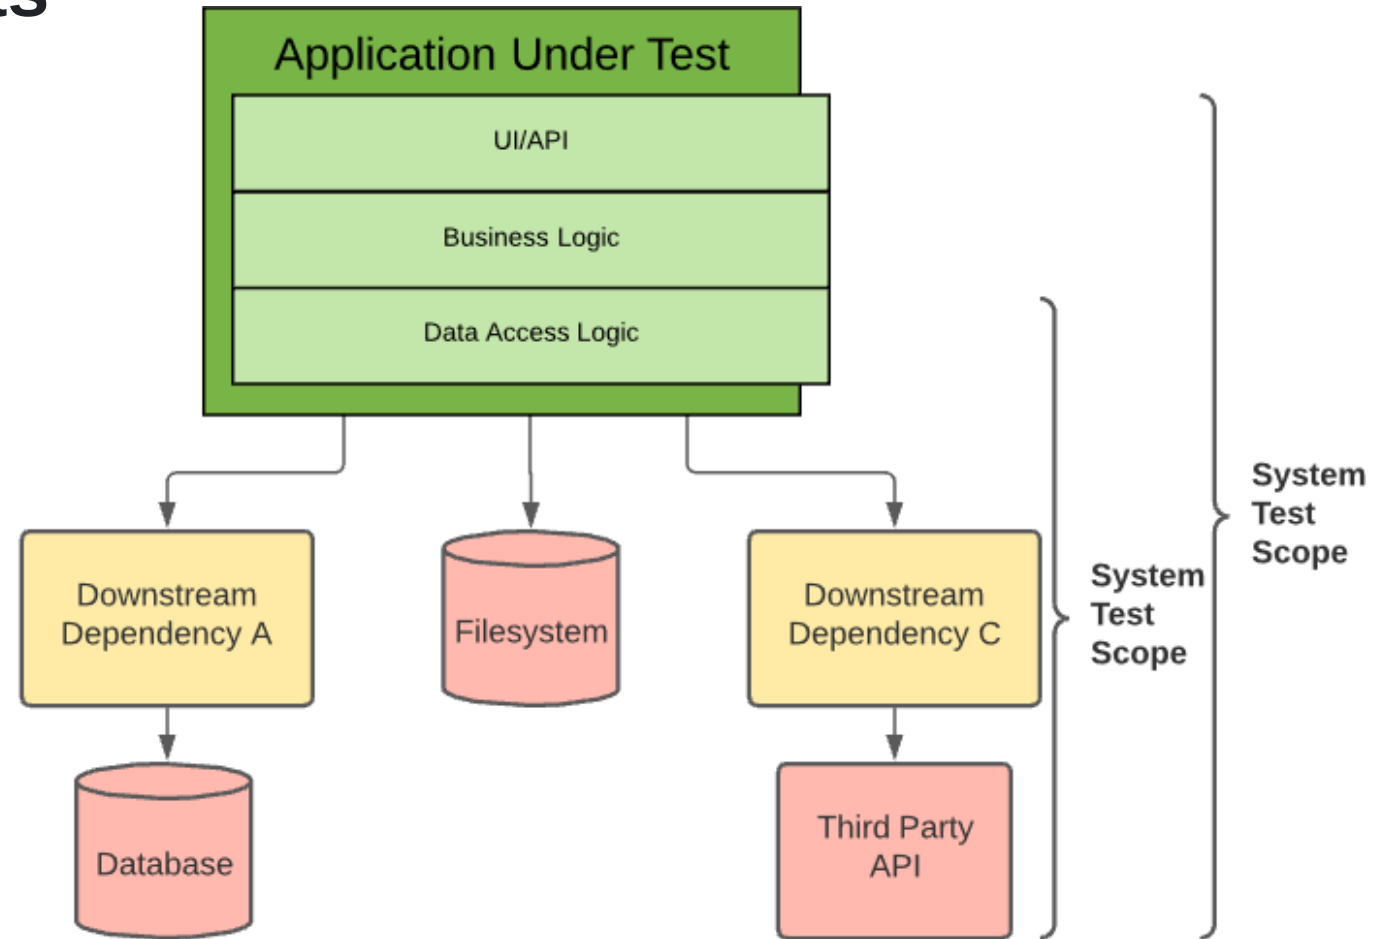 Application Under Test
UI/API
Business Logic
Data Access Logic
Downstream
Dependency A
Filesystem
Downstream
Dependency C
Database
Third Party
API
System
Test
Scope
System
Test
Scope